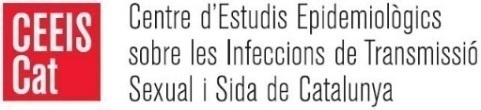 CEEIS
Cat
Centre d'Estudis Epidemiològics
sobre les Infeccions de Transmissió
Sexual i Sida de Catalunya